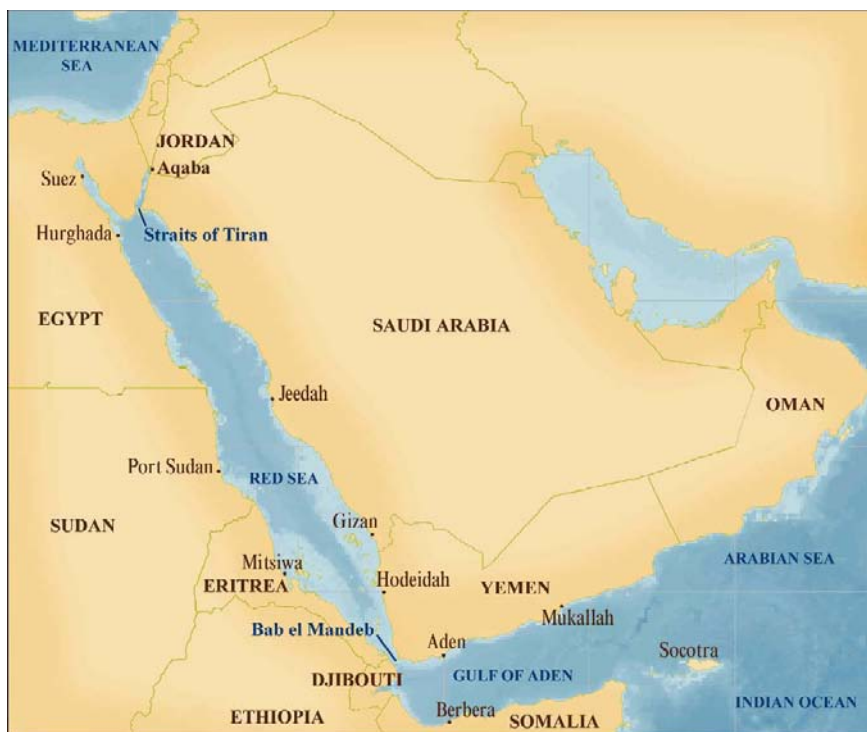 MEDITERRANEAN
SEA
JORDAN
Aqaba
Suez
Straits of Tiran
Hurghada
EGYPT
SAUDI ARABIA
Jeedah
OMAN
Port Sudan
RED SEA
SUDAN
Gizan
ARABIAN SEA
Mitsiwa
ERITREA
Hodeidah
YEMEN
Mukallah
Bab el Mandeb
Aden
Socotra
DJIBOUTI
GULF OF ADEN
INDIAN OCEAN
ETHIOPIA
Berbera
SOMALIA